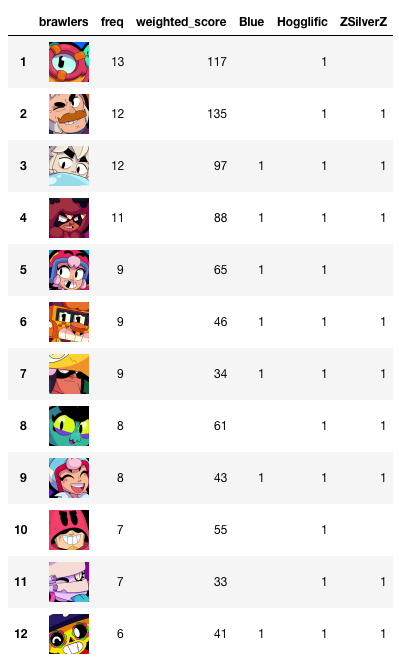 brawlers freq weighted_score Blue Hogglific ZSilverZ
1 13 117 1
2 12 135 1 1
3 12 97 1 1 1
4 11 88 1 1 1
5 9 65 1 1
6 9 46 1 1 1
7 9 34 1 1 1
8 8 61 1 1
9 8 43 1 1 1
10 7 55 1
11 7 33 1 1
12 6 41 1 1 1